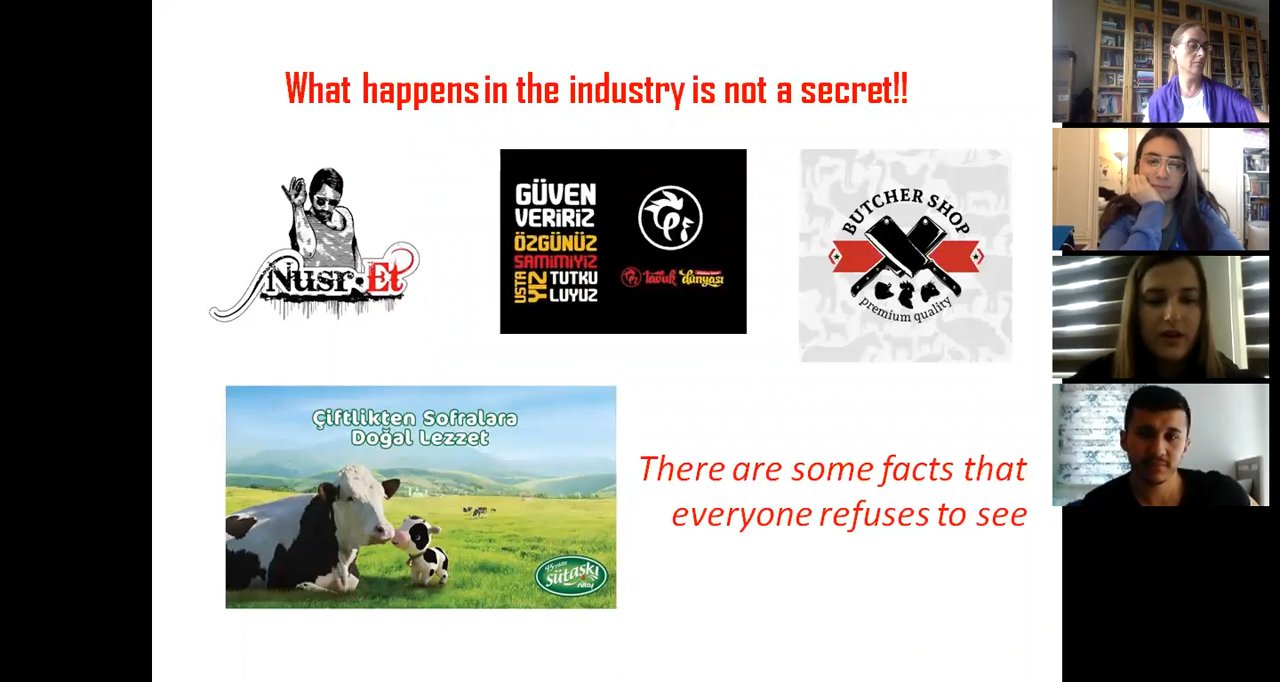 What happens in the industry is not a secret!!
Nusr Et
GÜVEN
VERİRİZ
ÖZGÜNÜZ
SAMİMİYİZ
USTA
YIZ
TUTKU
LUYUZ
tavuk dünyası
BUTCHER SHOP
premium quality
Çiftlikten Sofralara
Doğal Lezzet
sütaşkı
There are some facts that
everyone refuses to see